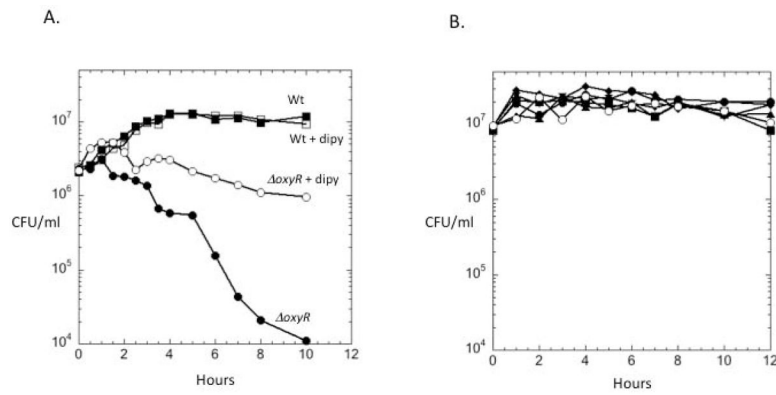 A.
B.
10⁷
10⁶
10⁵
10⁴
CFU/ml
Wt
Wt + dipy
ΔoxyR + dipy
ΔoxyR
0 2 4 6 8 10 12
Hours
10⁷
10⁶
10⁵
10⁴
CFU/ml
0 2 4 6 8 10 12
Hours